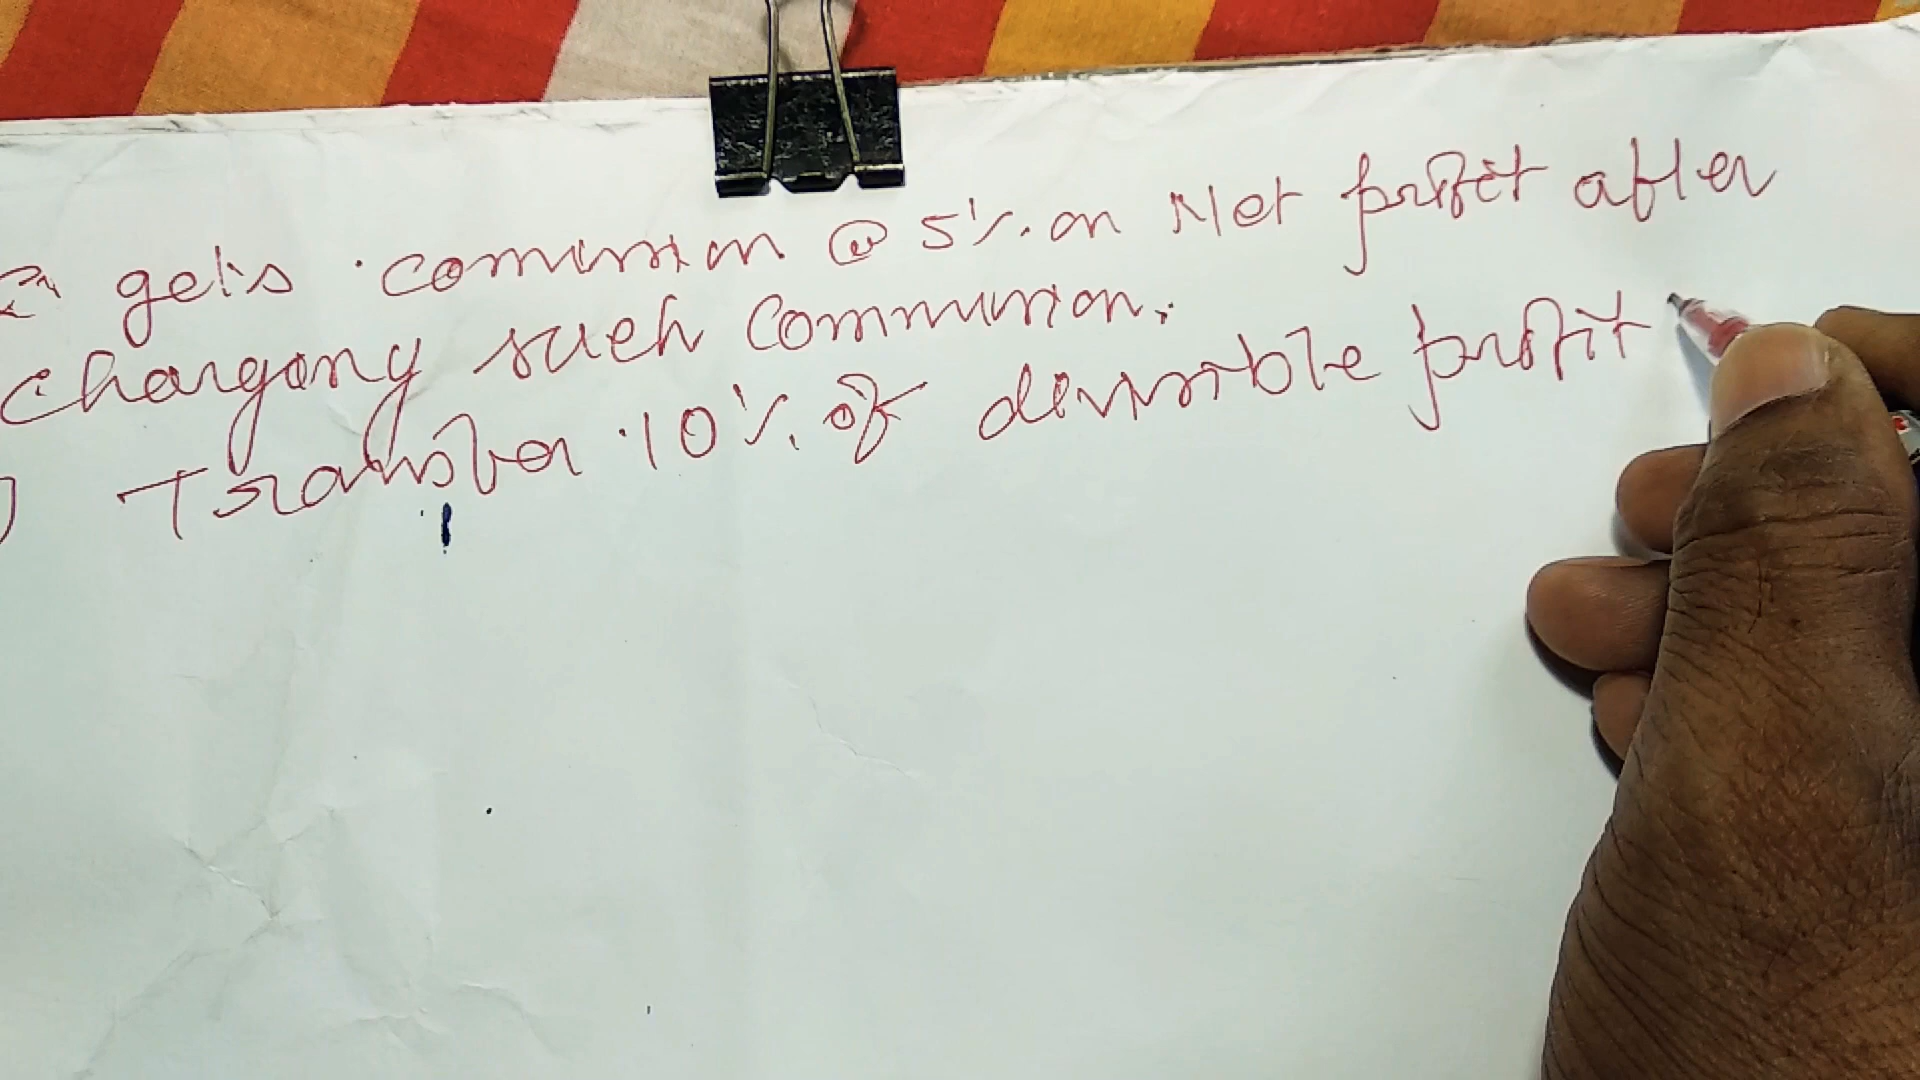 gets commission @ 5%. on Net profit after
charging such Commission.
) Transfer 10%. of divisible profit